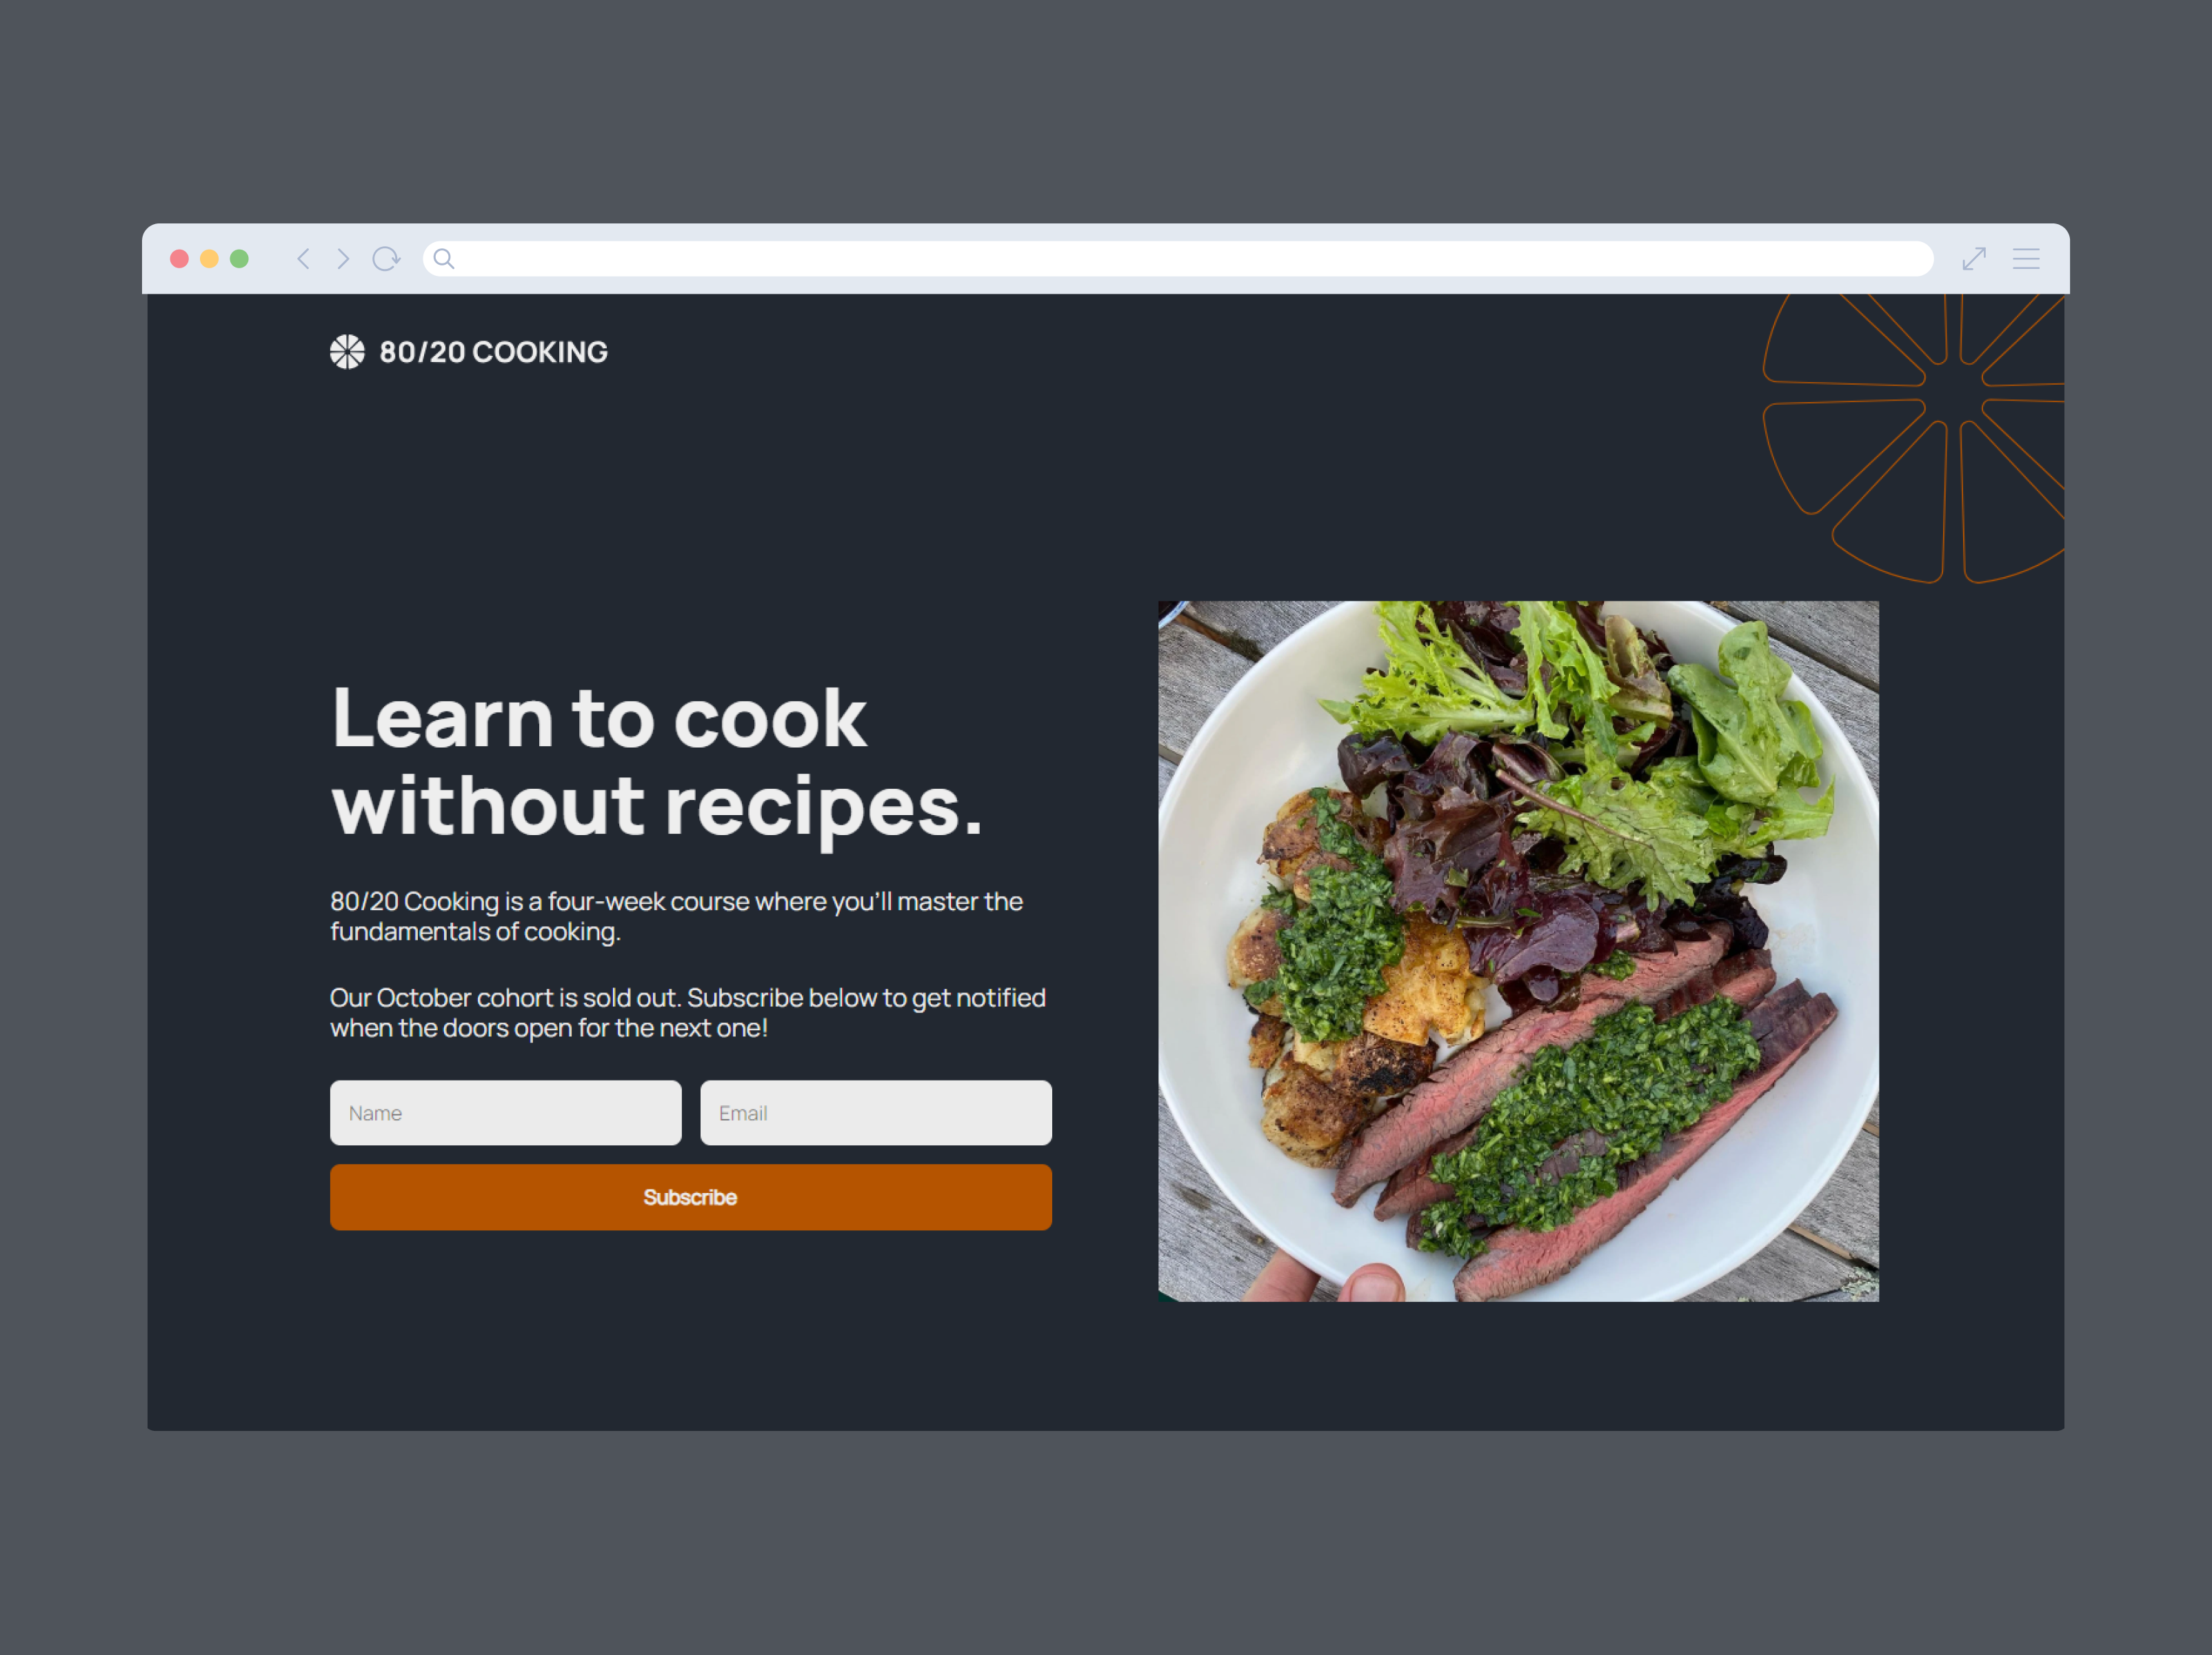 80/20 COOKING
Learn to cook
without recipes.
80/20 Cooking is a four-week course where you’ll master the
fundamentals of cooking.
Our October cohort is sold out. Subscribe below to get notified
when the doors open for the next one!
Name
Email
Subscribe